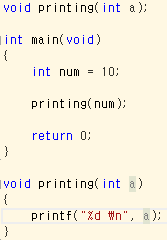 void printing(int a);
int main(void)
{
int num = 10;
printing(num);
return 0;
}
void printing(int a)
{
printf("%d ₩n", a);
}